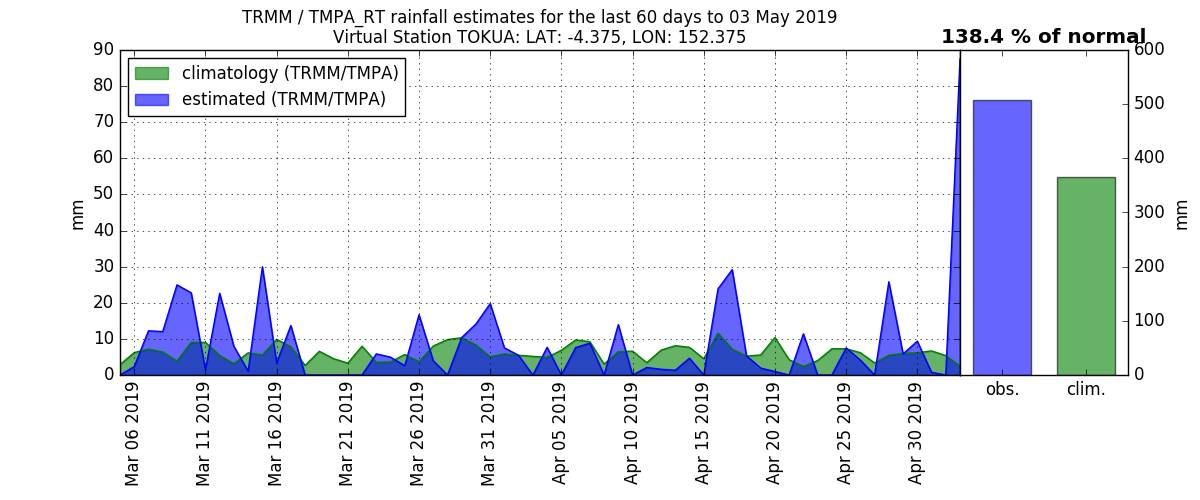 TRMM / TMPA_RT rainfall estimates for the last 60 days to 03 May 2019
Virtual Station TOKUA: LAT: -4.375, LON: 152.375
138.4 % of normal
climatology (TRMM/TMPA)
estimated (TRMM/TMPA)
90
80
70
60
50
40
30
20
10
0
mm
600
500
400
300
200
100
0
mm
Mar 06 2019
Mar 11 2019
Mar 16 2019
Mar 21 2019
Mar 26 2019
Mar 31 2019
Apr 05 2019
Apr 10 2019
Apr 15 2019
Apr 20 2019
Apr 25 2019
Apr 30 2019
obs.
clim.